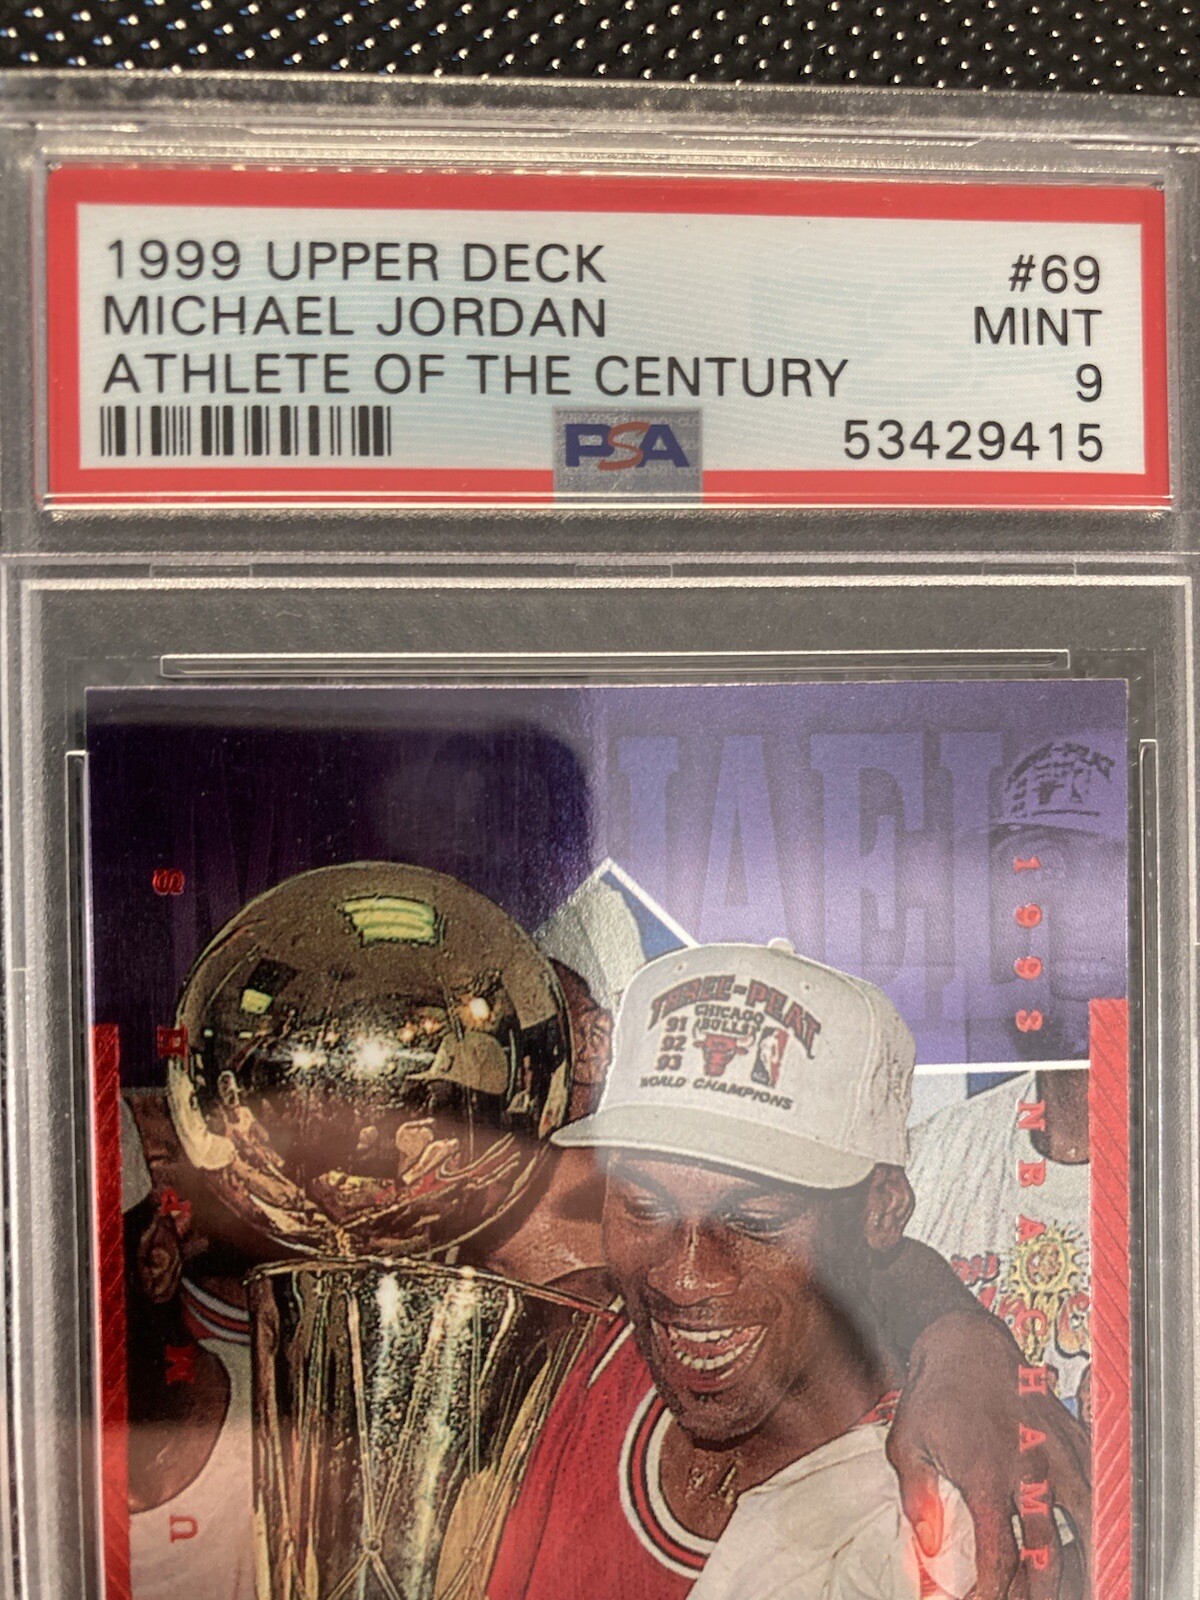 1999 UPPER DECK #69
MICHAEL JORDAN MINT
ATHLETE OF THE CENTURY 9
PSA 53429415
THREE-PEAT
CHICAGO
91 BULLS
92
93
WORLD CHAMPIONS
1993 NBA CHAMP